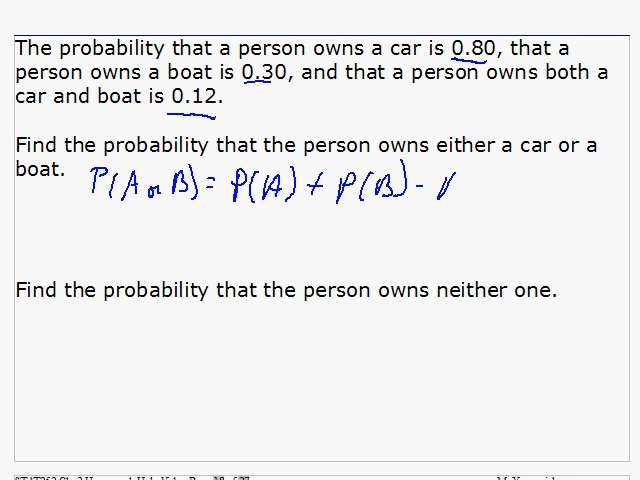 The probability that a person owns a car is 0.80, that a
person owns a boat is 0.30, and that a person owns both a
car and boat is 0.12.
Find the probability that the person owns either a car or a
boat.
P(A or B) = P(A) + P(B) -
Find the probability that the person owns neither one.